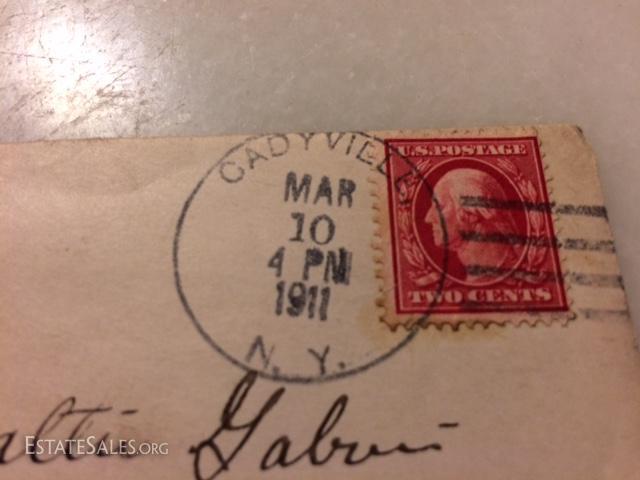 CADYVILLE
MAR
10
4 PM
1911
N. Y.
U.S. POSTAGE
TWO CENTS
ESTATESALES.ORG